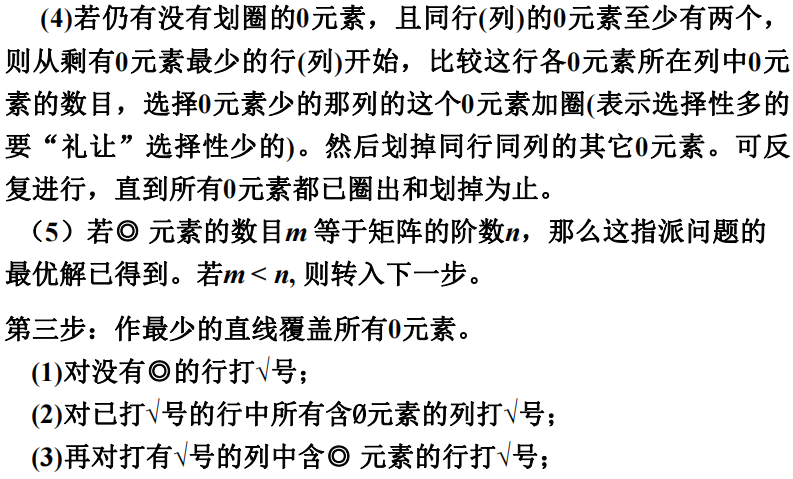 (4)若仍有没有划圈的0元素，且同行(列)的0元素至少有两个，
则从剩有0元素最少的行(列)开始，比较这行各0元素所在列中0元
素的数目，选择0元素少的那列的这个0元素加圈(表示选择性多的
要“礼让”选择性少的)。然后划掉同行同列的其它0元素。可反
复进行，直到所有0元素都已圈出和划掉为止。
（5）若◎ 元素的数目m 等于矩阵的阶数n，那么这指派问题的
最优解已得到。若m < n, 则转入下一步。
第三步：作最少的直线覆盖所有0元素。
(1)对没有◎的行打√号；
(2)对已打√号的行中所有含Ø元素的列打√号；
(3)再对打有√号的列中含◎ 元素的行打√号；